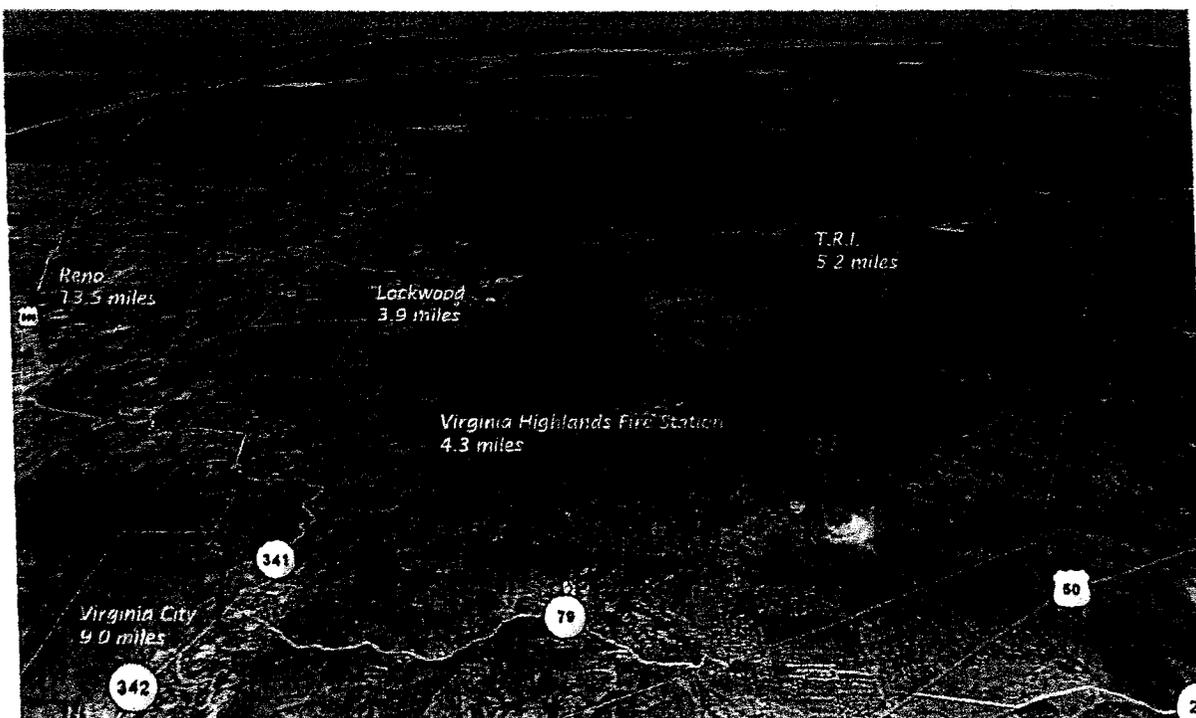 T.R.I.
5.2 miles
Reno
13.5 miles
Lockwood
3.9 miles
Virginia Highlands Fire Station
4.3 miles
341
50
Virginia City
9.0 miles
79
342
2